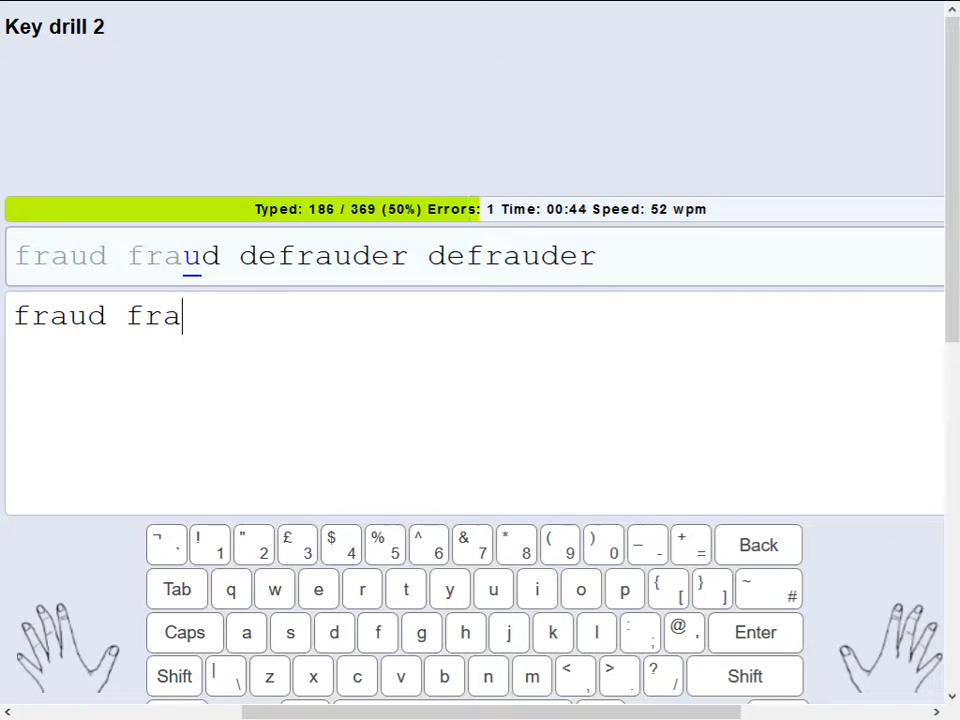 Key drill 2
Typed: 186 / 369 (50%) Errors: 1 Time: 00:44 Speed: 52 wpm
fraud fraud defrauder defrauder
fraud fra
¬ ` ! 1 " 2 £ 3 $ 4 % 5 ^ 6 & 7 * 8 ( 9 ) 0 _ - + = Back
Tab q w e r t y u i o p { [ } ] ~ #
Caps a s d f g h j k l : ; @ , Enter
Shift | \ z x c v b n m < , > . ? / Shift